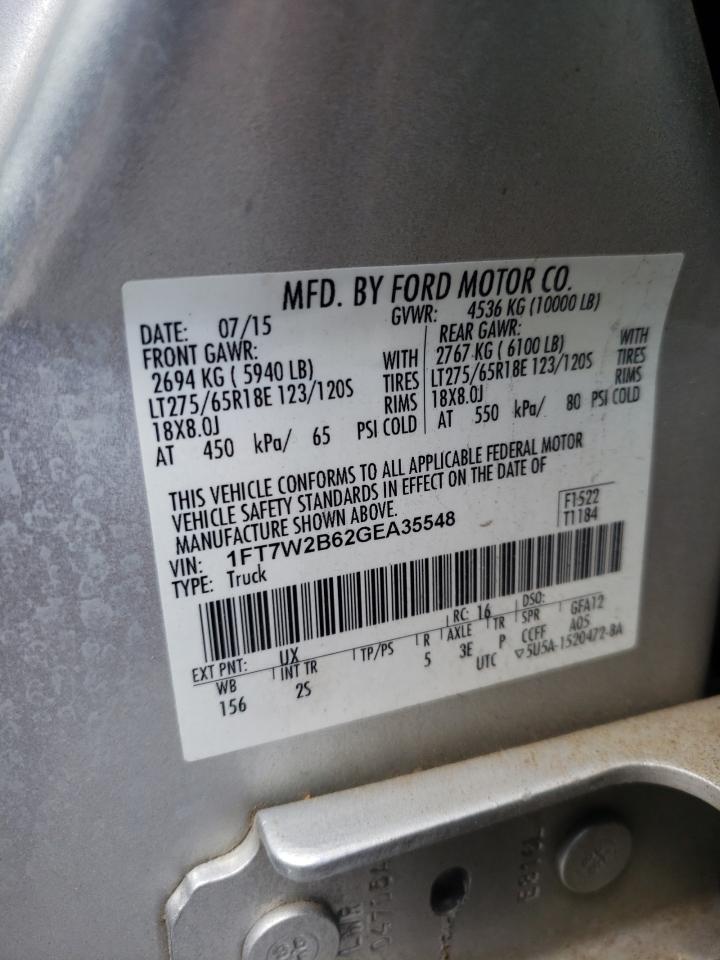 MFD. BY FORD MOTOR CO.
DATE: 07/15 GVWR: 4536 KG (10000 LB)
FRONT GAWR: REAR GAWR:
2694 KG ( 5940 LB) WITH 2767 KG ( 6100 LB) WITH
LT275/65R18E 123/120S TIRES LT275/65R18E 123/120S TIRES
18X8.0J RIMS 18X8.0J RIMS
AT 450 kPa/ 65 PSI COLD AT 550 kPa/ 80 PSI COLD
THIS VEHICLE CONFORMS TO ALL APPLICABLE FEDERAL MOTOR
VEHICLE SAFETY STANDARDS IN EFFECT ON THE DATE OF
MANUFACTURE SHOWN ABOVE.
VIN: 1FT7W2B62GEA35548 F1522
TYPE: Truck T1184
EXT PNT: UX RC: 16 DSO:
WB INT TR TP/PS R AXLE TR SPR GFA12
156 2S 5 3E P CCFF A05
UTC ▽5U5A-1520472-BA
LWR